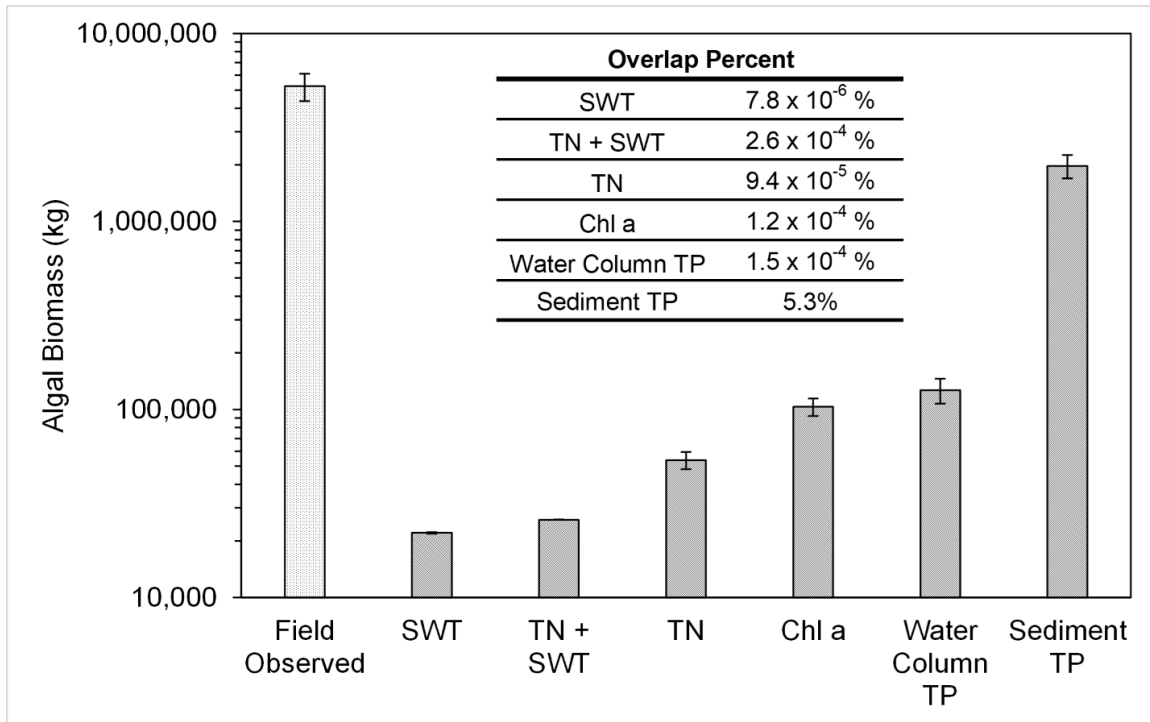 10,000,000
1,000,000
100,000
10,000
Algal Biomass (kg)
Overlap Percent
SWT 7.8 x 10⁻⁶ %
TN + SWT 2.6 x 10⁻⁴ %
TN 9.4 x 10⁻⁵ %
Chl a 1.2 x 10⁻⁴ %
Water Column TP 1.5 x 10⁻⁴ %
Sediment TP 5.3%
Field
Observed
SWT
TN +
SWT
TN
Chl a
Water
Column
TP
Sediment
TP